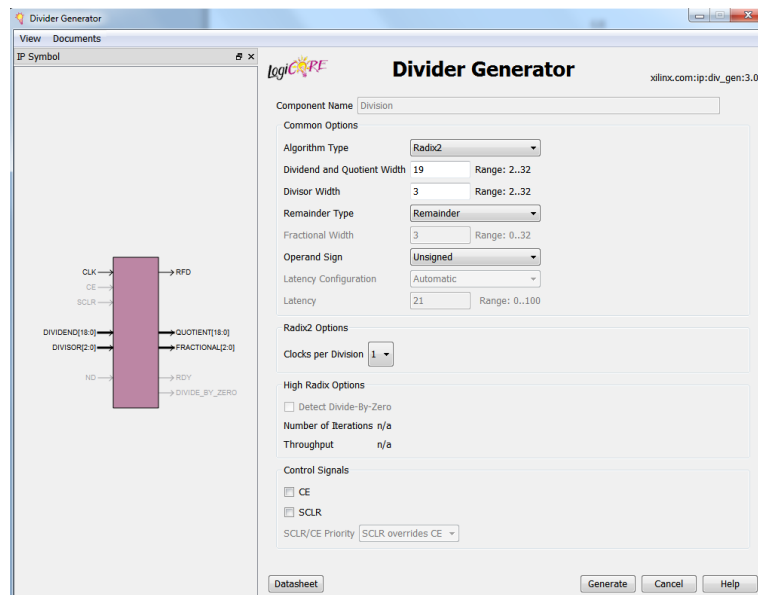 Divider Generator
View Documents
IP Symbol
LogiCORE
Divider Generator
xilinx.com:ip:div_gen:3.0
Component Name Division
Common Options
Algorithm Type Radix2
Dividend and Quotient Width 19 Range: 2..32
Divisor Width 3 Range: 2..32
Remainder Type Remainder
Fractional Width 3 Range: 0..32
Operand Sign Unsigned
Latency Configuration Automatic
Latency 21 Range: 0..100
CLK RFD
CE
SCLR
DIVIDEND[18:0] QUOTIENT[18:0]
DIVISOR[2:0] FRACTIONAL[2:0]
ND RDY
DIVIDE_BY_ZERO
Radix2 Options
Clocks per Division 1
High Radix Options
Detect Divide-By-Zero
Number of Iterations n/a
Throughput n/a
Control Signals
CE
SCLR
SCLR/CE Priority SCLR overrides CE
Datasheet Generate Cancel Help